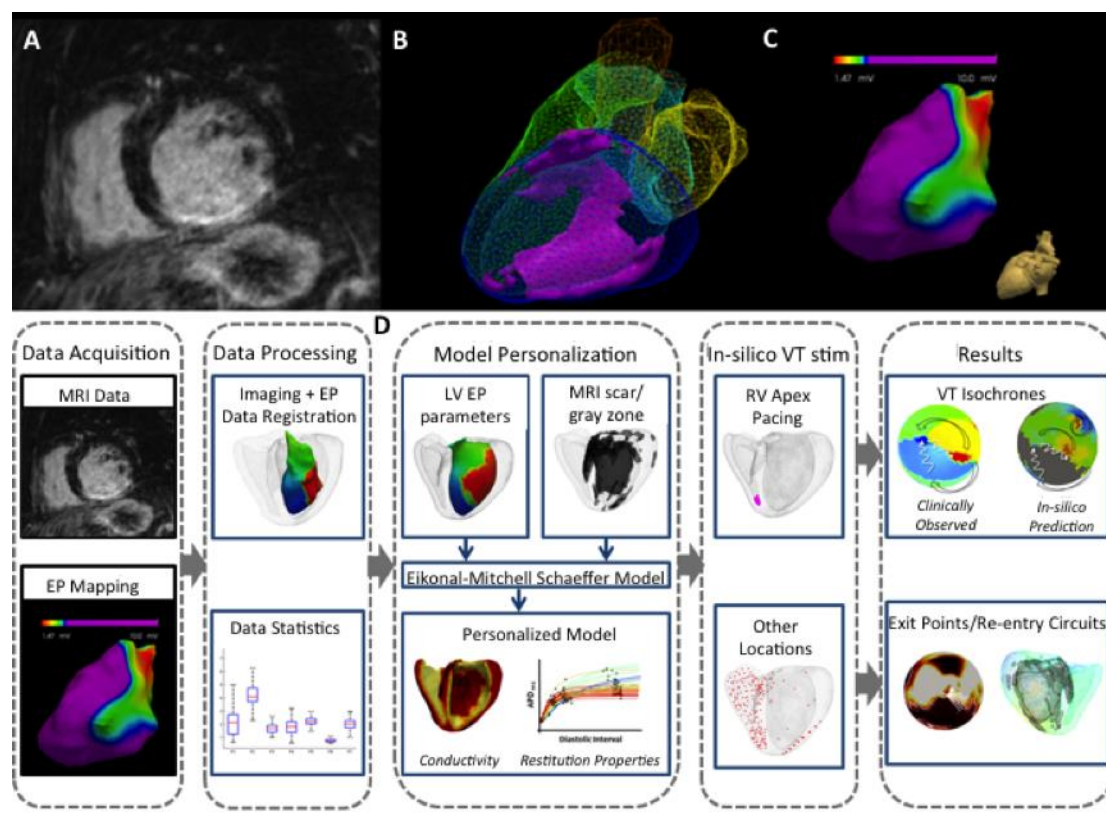 A
B
C
1.47 mV 10.0 mV
D
Data Acquisition
MRI Data
EP Mapping
1.47 mV 10.0 mV
Data Processing
Imaging + EP
Data Registration
Data Statistics
Model Personalization
LV EP
parameters
MRI scar/
gray zone
Eikonal-Mitchell Schaeffer Model
Personalized Model
Conductivity
Diastolic Interval
Restitution Properties
In-silico VT stim
RV Apex
Pacing
Other
Locations
Results
VT Isochrones
Clinically
Observed
In-silico
Prediction
Exit Points/Re-entry Circuits